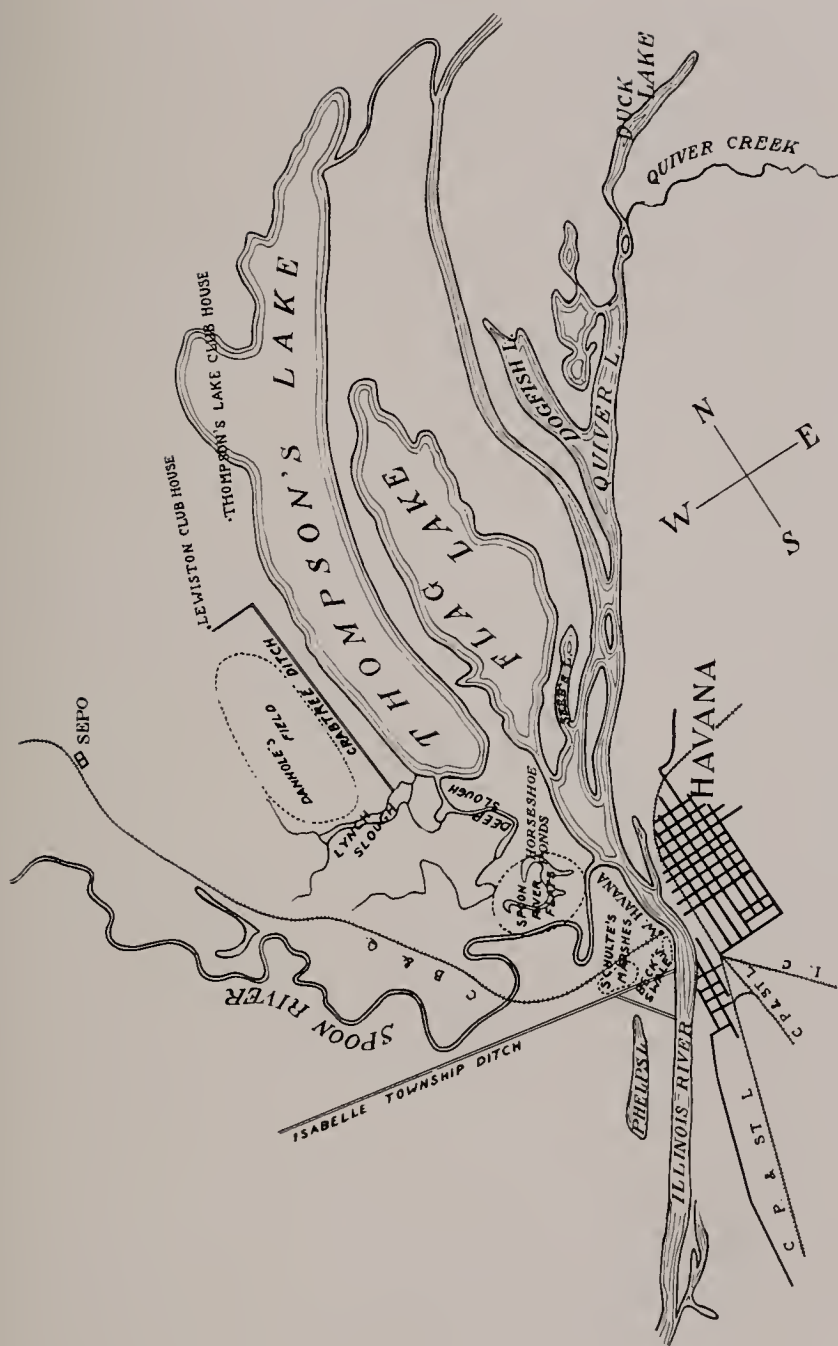 DUCK
LAKE
QUIVER CREEK
THOMPSON'S LAKE
THOMPSON'S LAKE CLUB HOUSE
LEWISTON CLUB HOUSE
DOGFISH L.
QUIVER L.
FLAG LAKE
N
E
W
S
CRABTREE DITCH
DANHOLE'S
FIELD
SEPO
LYNCH
SLOUGH
DEEP
SLOUGH
HORSESHOE
PONDS
SPOON
RIVER
FLATS
HAVANA
W. HAVANA
SCHULTE'S
MARSHES
C B & Q
SPOON RIVER
ISABELLE TOWNSHIP DITCH
PHELPS L.
ILLINOIS RIVER
I. C
C P & ST L
C P. & ST L